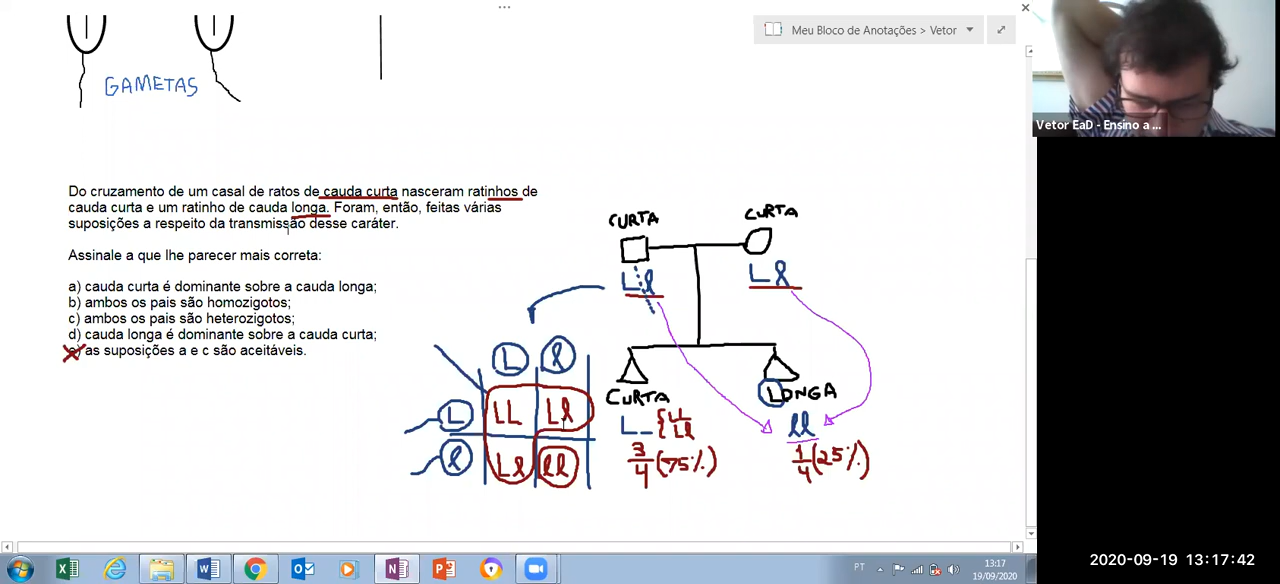 Meu Bloco de Anotações > Vetor
Vetor EaD - Ensino a ...
GAMETAS
Do cruzamento de um casal de ratos de cauda curta nasceram ratinhos de
cauda curta e um ratinho de cauda longa. Foram, então, feitas várias
suposições a respeito da transmissão desse caráter.
Assinale a que lhe parecer mais correta:
a) cauda curta é dominante sobre a cauda longa;
b) ambos os pais são homozigotos;
c) ambos os pais são heterozigotos;
d) cauda longa é dominante sobre a cauda curta;
e) as suposições a e c são aceitáveis.
CURTA CURTA
Ll Ll
L l
L LL Ll
l Ll ll
CURTA LONGA
L_ { LL Ll
ll
3/4 (75%) 1/4 (25%)
PT 13:17
19/09/2020
2020-09-19 13:17:42